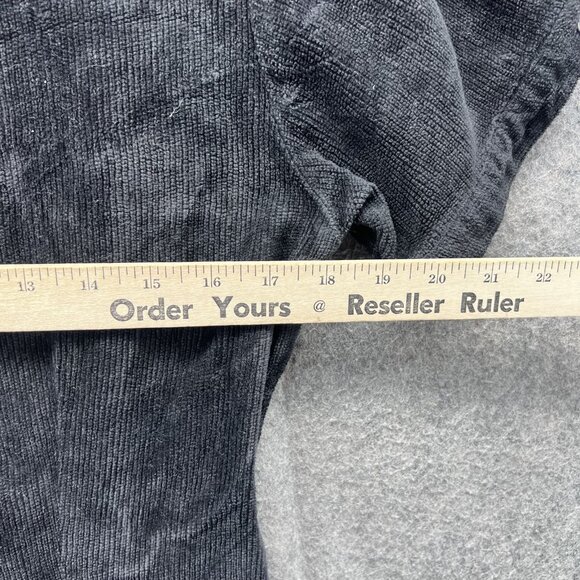 13 14 15 16 17 18 19 20 21 22
Order Yours @ Reseller Ruler